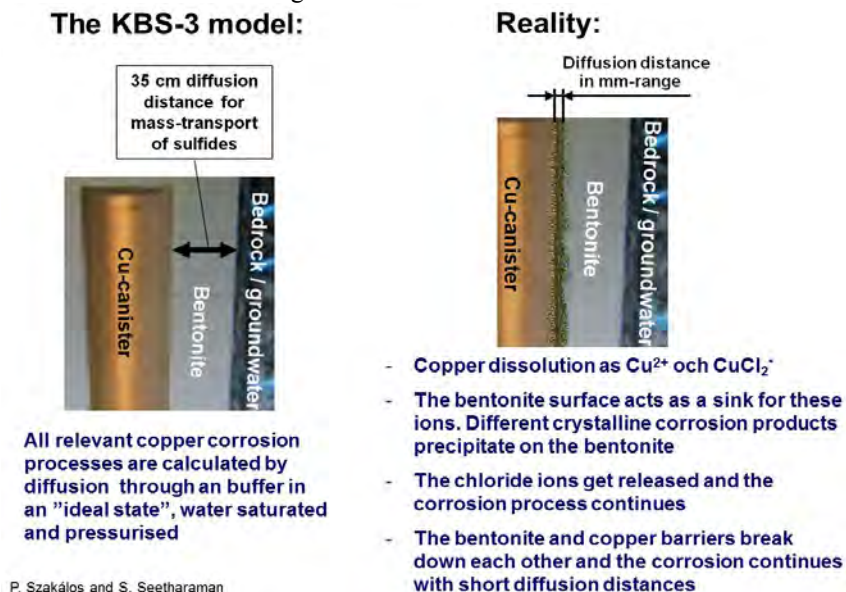 The KBS-3 model:
35 cm diffusion
distance for
mass-transport
of sulfides
Cu-canister
Bentonite
Bedrock / groundwater
All relevant copper corrosion
processes are calculated by
diffusion through an buffer in
an ”ideal state”, water saturated
and pressurised
P. Szakálos and S. Seetharaman
Reality:
Diffusion distance
in mm-range
Cu-canister
Bentonite
Bedrock / groundwater
- Copper dissolution as Cu²⁺ och CuCl₂⁻
- The bentonite surface acts as a sink for these
ions. Different crystalline corrosion products
precipitate on the bentonite
- The chloride ions get released and the
corrosion process continues
- The bentonite and copper barriers break
down each other and the corrosion continues
with short diffusion distances